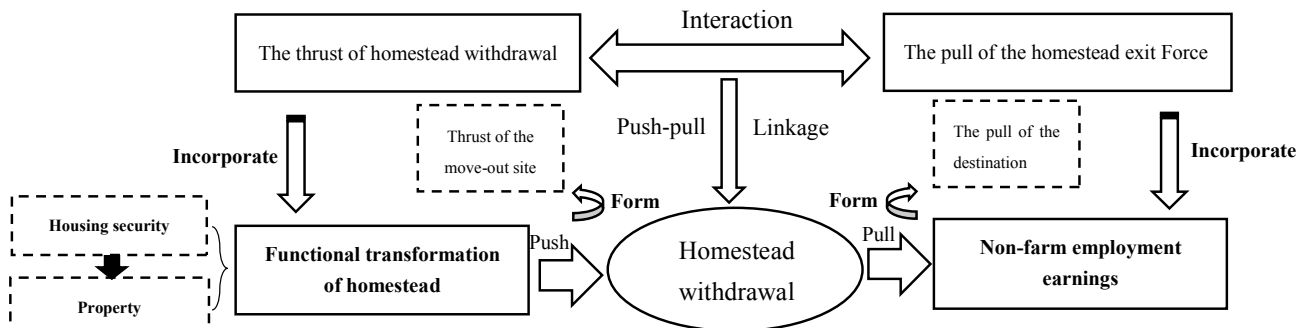 Interaction
The thrust of homestead withdrawal
The pull of the homestead exit Force
Thrust of the
move-out site
Push-pull
Linkage
The pull of the
destination
Incorporate
Incorporate
Form
Form
Housing security
Property
Functional transformation
of homestead
Push
Homestead
withdrawal
Pull
Non-farm employment
earnings